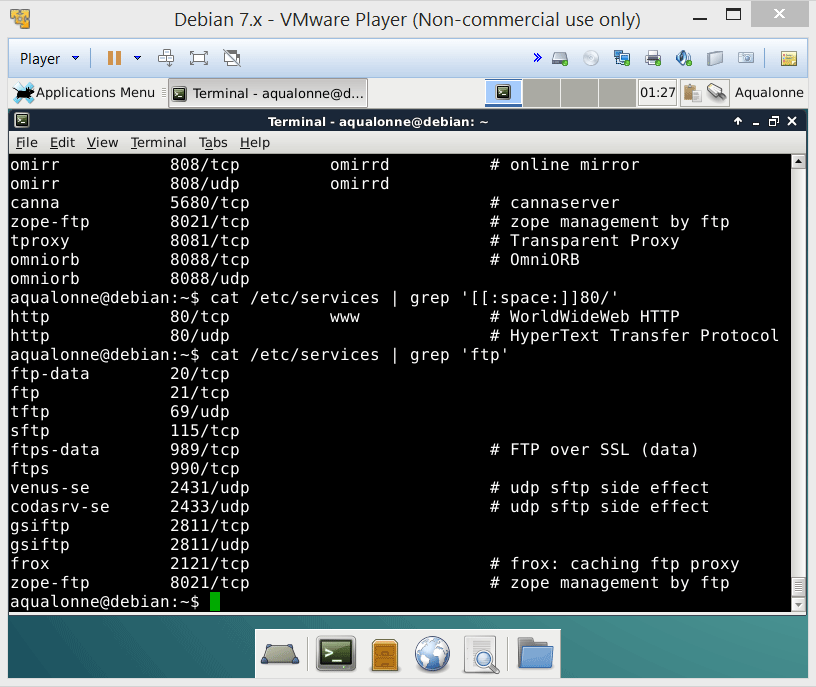 Debian 7.x - VMware Player (Non-commercial use only)
Player
Applications Menu
Terminal - aqualonne@d...
01:27
Aqualonne
Terminal - aqualonne@debian: ~
File Edit View Terminal Tabs Help
omirr 808/tcp omirrd # online mirror
omirr 808/udp omirrd
canna 5680/tcp # cannaserver
zope-ftp 8021/tcp # zope management by ftp
tproxy 8081/tcp # Transparent Proxy
omniorb 8088/tcp # OmniORB
omniorb 8088/udp
aqualonne@debian:~$ cat /etc/services | grep '[[:space:]]80/'
http 80/tcp www # WorldWideWeb HTTP
http 80/udp # HyperText Transfer Protocol
aqualonne@debian:~$ cat /etc/services | grep 'ftp'
ftp-data 20/tcp
ftp 21/tcp
tftp 69/udp
sftp 115/tcp
ftps-data 989/tcp # FTP over SSL (data)
ftps 990/tcp
venus-se 2431/udp # udp sftp side effect
codasrv-se 2433/udp # udp sftp side effect
gsiftp 2811/tcp
gsiftp 2811/udp
frox 2121/tcp # frox: caching ftp proxy
zope-ftp 8021/tcp # zope management by ftp
aqualonne@debian:~$